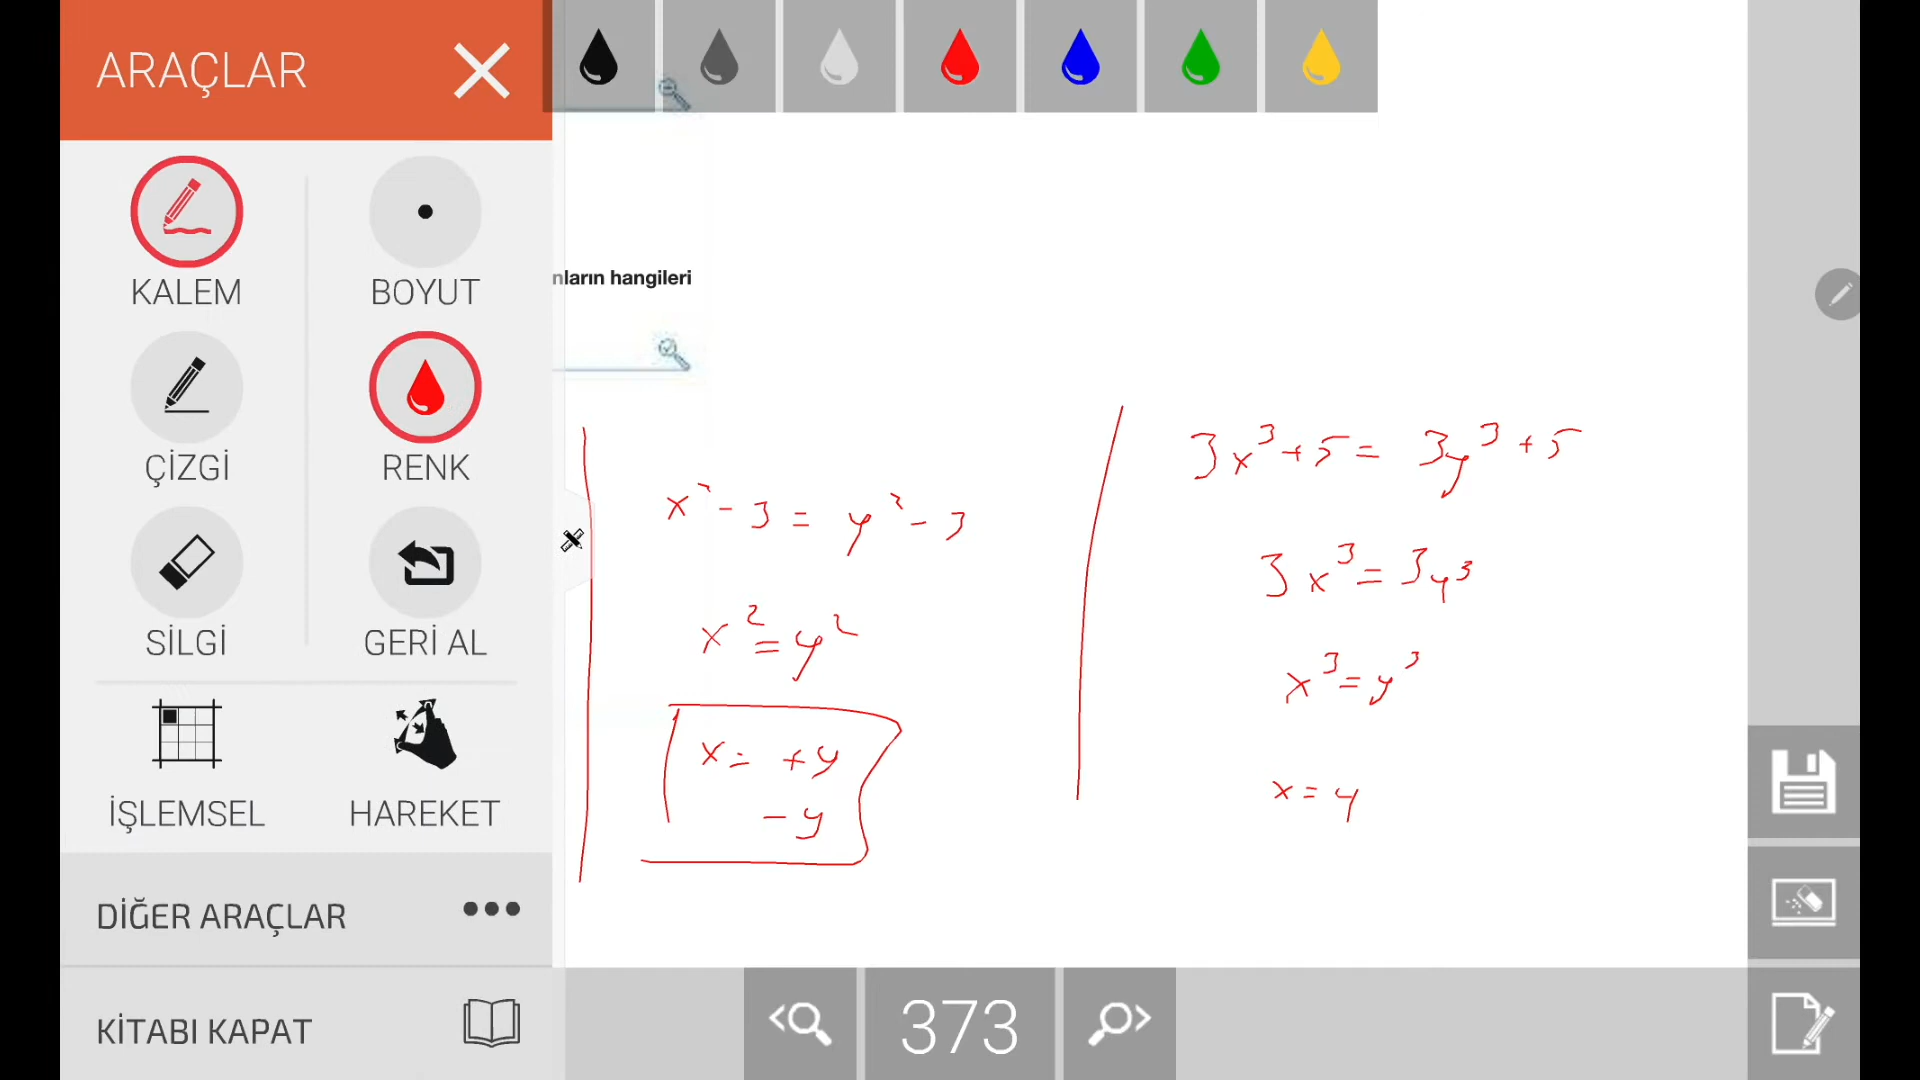 ARAÇLAR
KALEM
BOYUT
ÇİZGİ
RENK
SİLGİ
GERİ AL
İŞLEMSEL
HAREKET
DİĞER ARAÇLAR
KİTABI KAPAT
nların hangileri
x² - 3 = y² - 3
x² = y²
x = +y
-y
3x³ + 5 = 3y³ + 5
3x³ = 3y³
x³ = y³
x = y
373